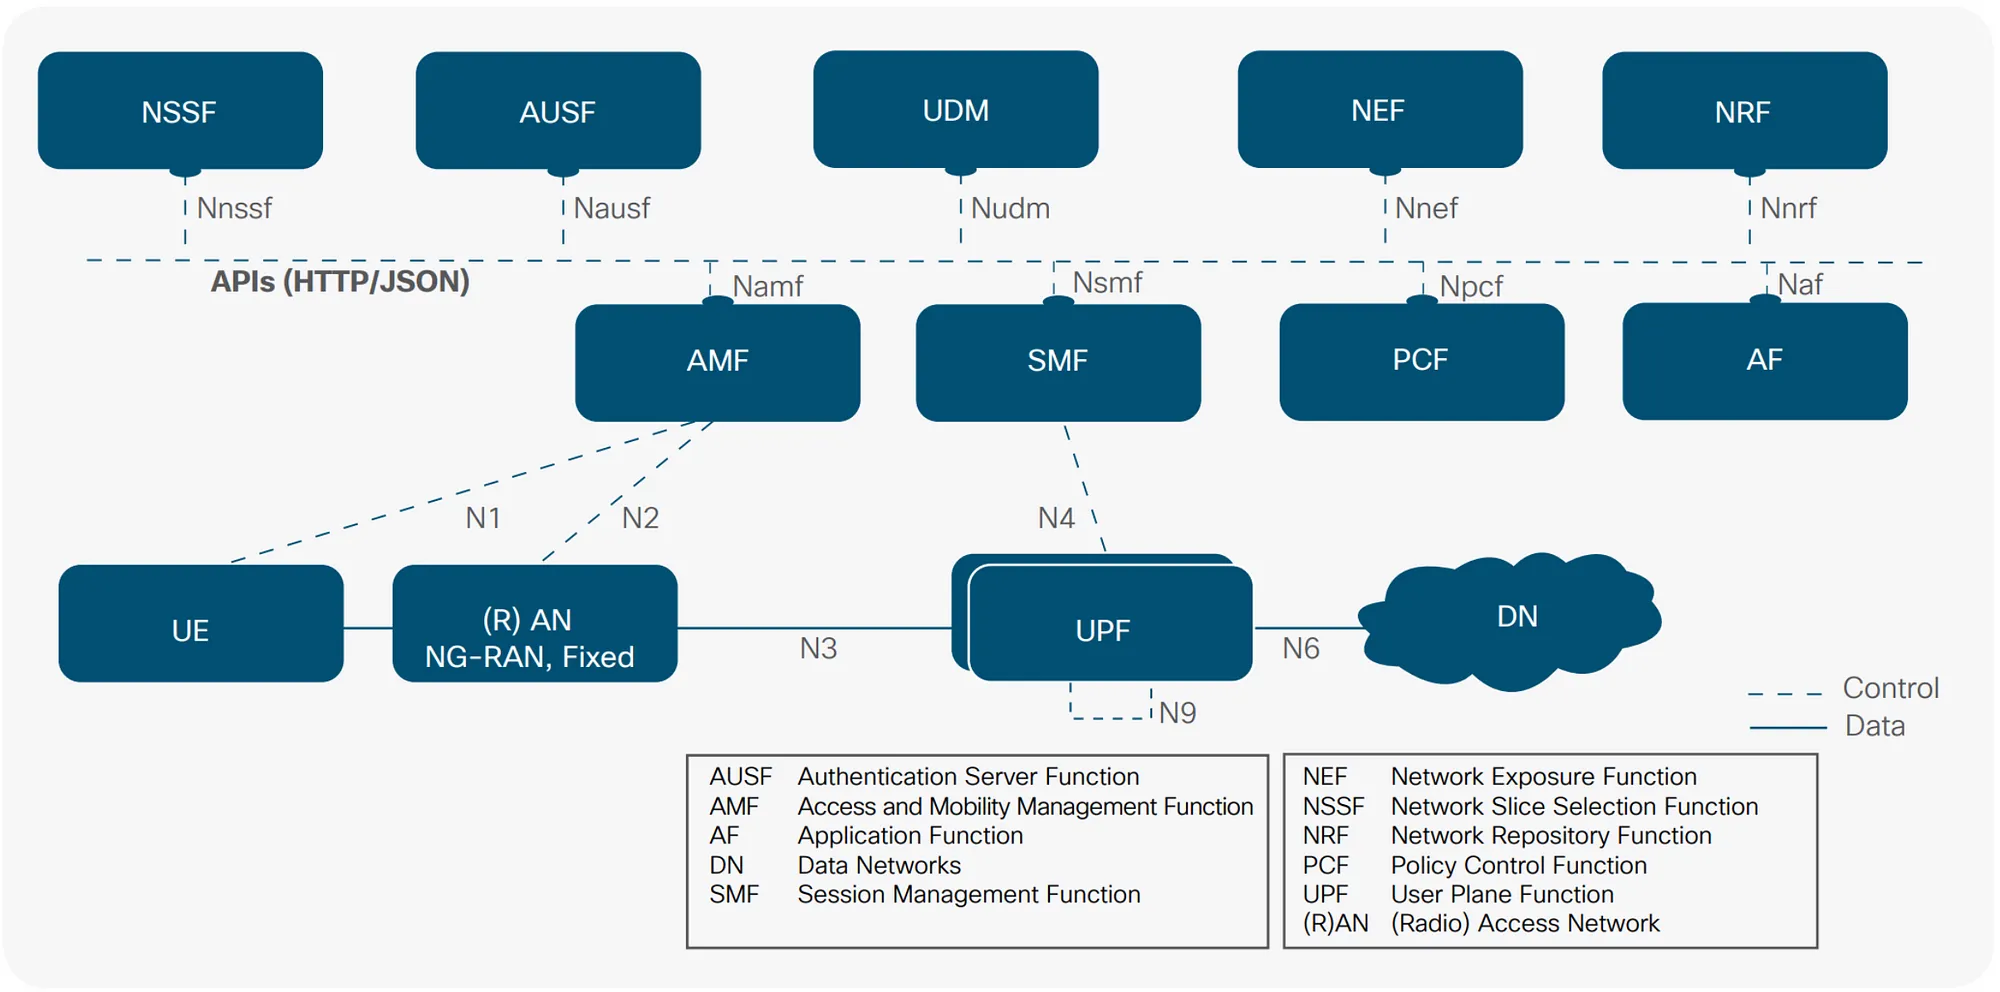 NSSF
AUSF
UDM
NEF
NRF
Nnssf
Nausf
Nudm
Nnef
Nnrf
APIs (HTTP/JSON)
Namf
Nsmf
Npcf
Naf
AMF
SMF
PCF
AF
N1
N2
N4
UE
(R) AN
NG-RAN, Fixed
N3
UPF
N6
DN
N9
Control
Data
AUSF Authentication Server Function
AMF Access and Mobility Management Function
AF Application Function
DN Data Networks
SMF Session Management Function
NEF Network Exposure Function
NSSF Network Slice Selection Function
NRF Network Repository Function
PCF Policy Control Function
UPF User Plane Function
(R)AN (Radio) Access Network